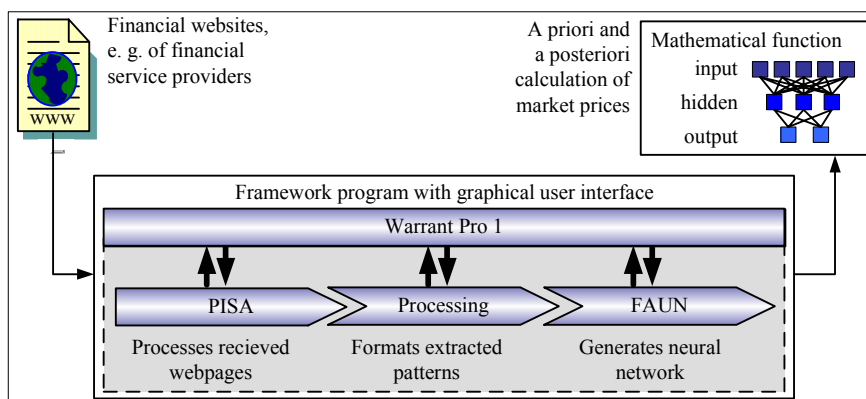 Financial websites,
e. g. of financial
service providers
www
A priori and
a posteriori
calculation of
market prices
Mathematical function
input
hidden
output
Framework program with graphical user interface
Warrant Pro 1
PISA
Processing
FAUN
Processes recieved
webpages
Formats extracted
patterns
Generates neural
network